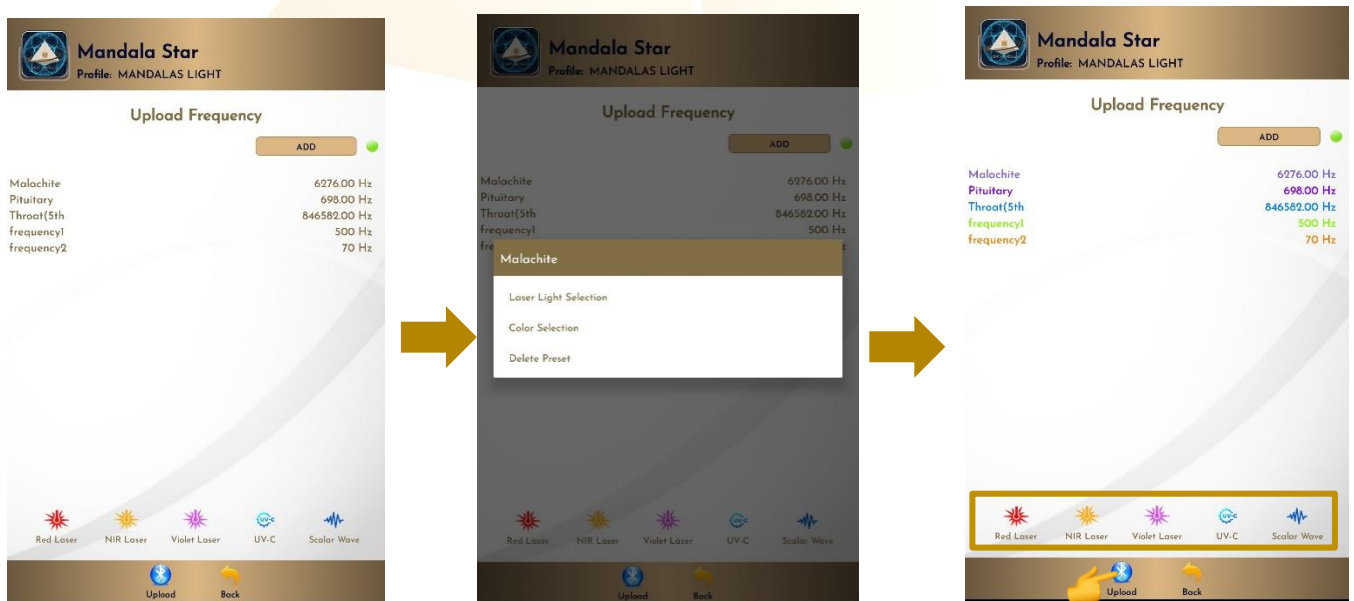 Mandala Star
Profile: MANDALAS LIGHT
Upload Frequency
ADD
Malachite 6276.00 Hz
Pituitary 698.00 Hz
Throat(5th 846582.00 Hz
frequency1 500 Hz
frequency2 70 Hz
Red Laser NIR Laser Violet Laser UV-C Scalar Wave
Upload Back
Mandala Star
Profile: MANDALAS LIGHT
Upload Frequency
ADD
Malachite 6276.00 Hz
Pituitary 698.00 Hz
Throat(5th 846582.00 Hz
frequency1 500 Hz
Malachite
Laser Light Selection
Color Selection
Delete Preset
Red Laser NIR Laser Violet Laser UV-C Scalar Wave
Upload Back
Mandala Star
Profile: MANDALAS LIGHT
Upload Frequency
ADD
Malachite 6276.00 Hz
Pituitary 698.00 Hz
Throat(5th 846582.00 Hz
frequency1 500 Hz
frequency2 70 Hz
Red Laser NIR Laser Violet Laser UV-C Scalar Wave
Upload Back